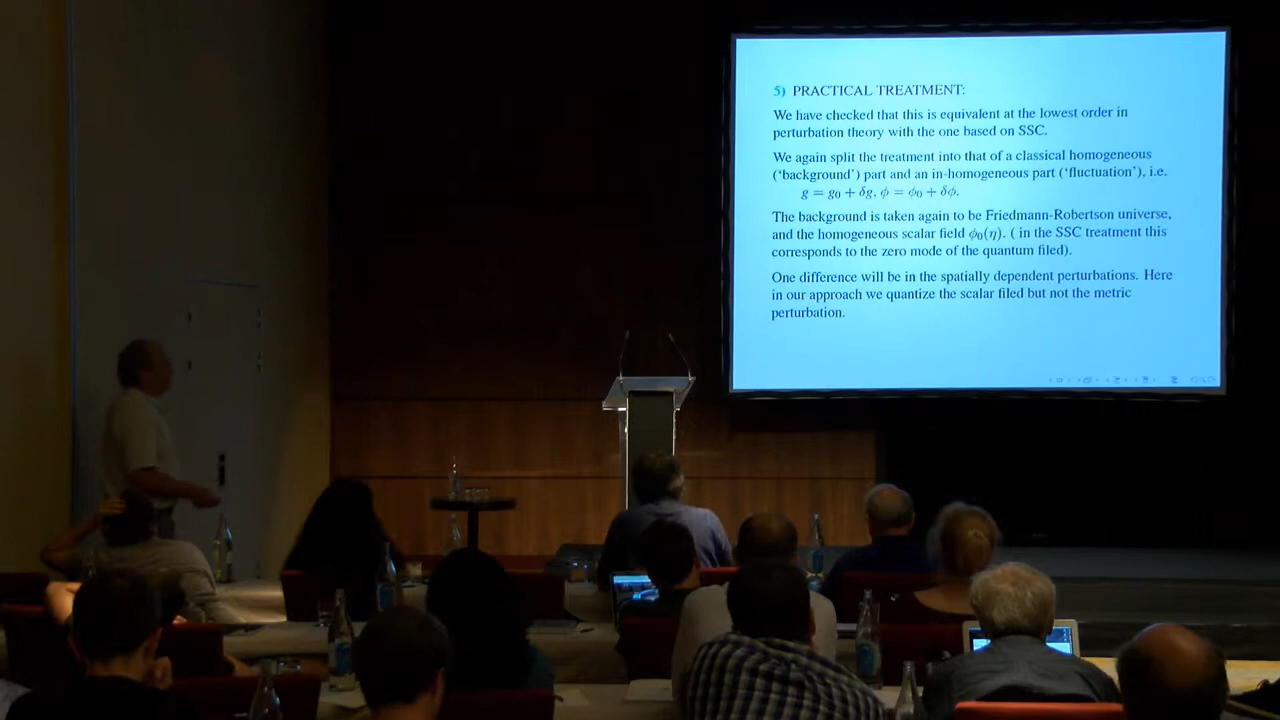 5) PRACTICAL TREATMENT:
We have checked that this is equivalent at the lowest order in
perturbation theory with the one based on SSC.
We again split the treatment into that of a classical homogeneous
(‘background’) part and an in-homogeneous part (‘fluctuation’), i.e.
g = g₀ + δg, ϕ = ϕ₀ + δϕ.
The background is taken again to be Friedmann-Robertson universe,
and the homogeneous scalar field ϕ₀(η). ( in the SSC treatment this
corresponds to the zero mode of the quantum filed).
One difference will be in the spatially dependent perturbations. Here
in our approach we quantize the scalar filed but not the metric
perturbation.